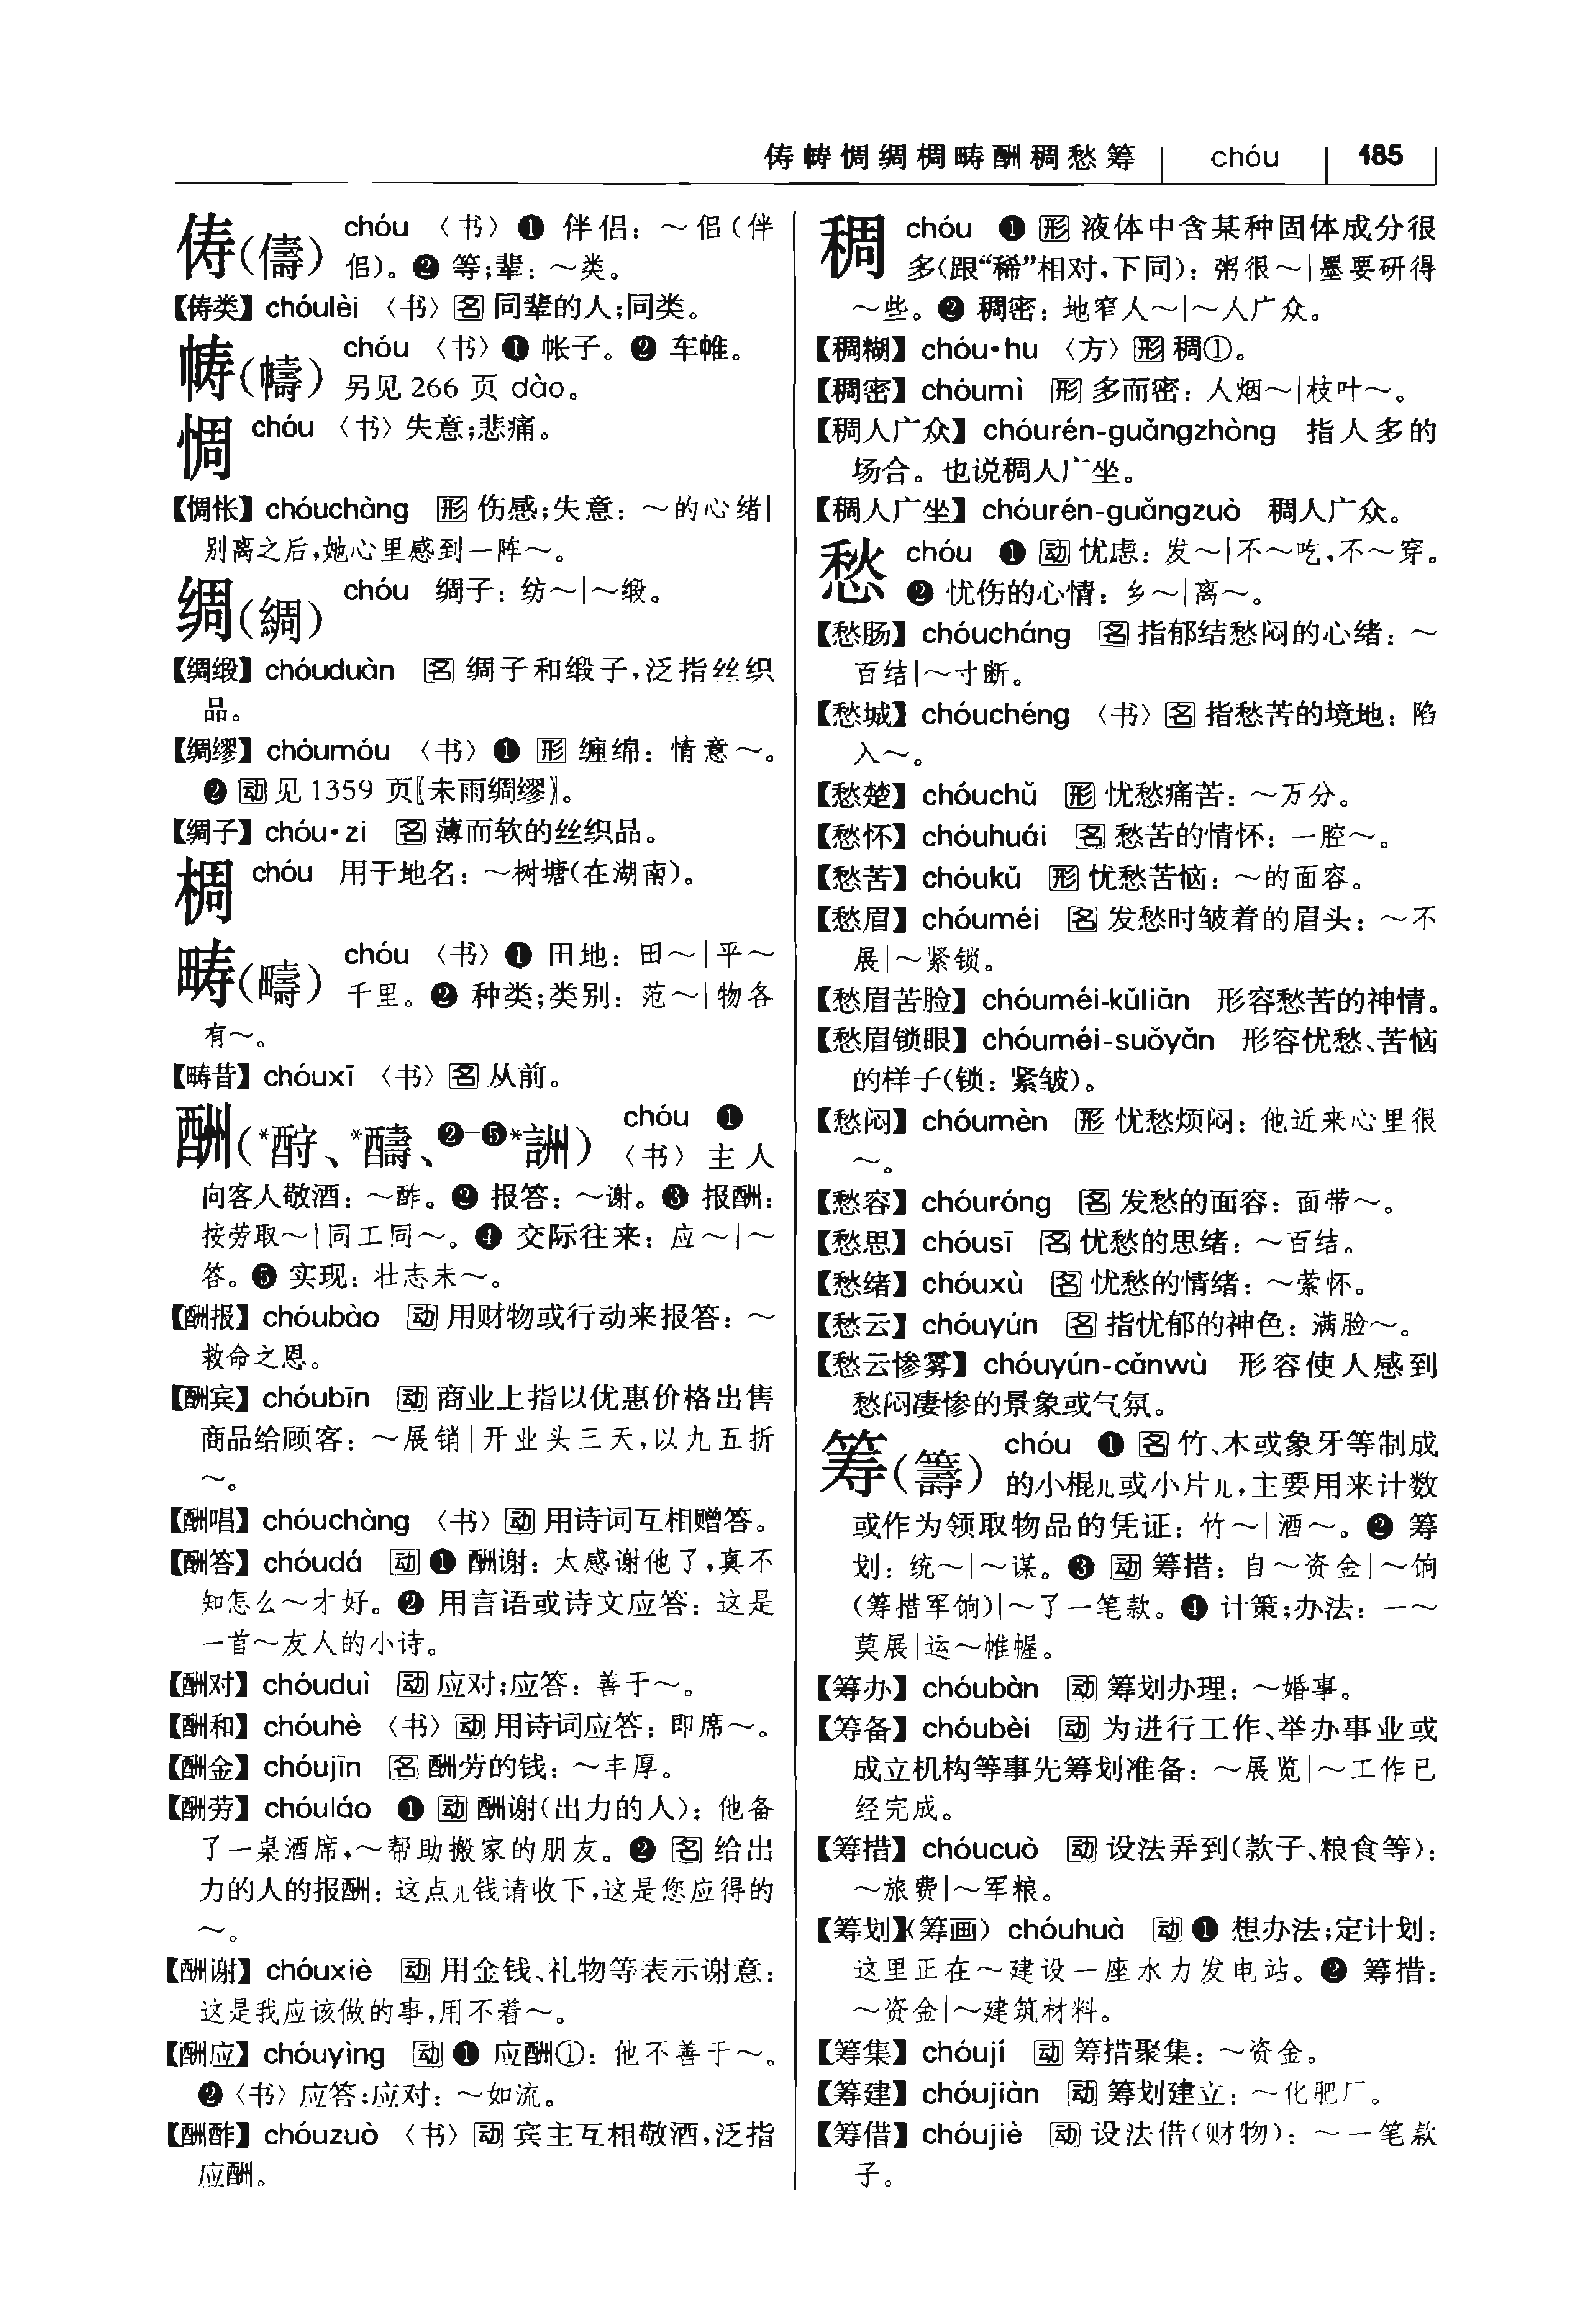 俦帱惆绸椆畴酬稠愁筹 chóu 185
俦(儔) chóu 〈书〉❶ 伴侣：～侣(伴
侣)。❷ 等；辈：～类。
【俦类】chóulèi 〈书〉[名] 同辈的人；同类。
帱(幬) chóu 〈书〉❶ 帐子。❷ 车帷。
另见 266 页 dào。
惆 chóu 〈书〉失意；悲痛。
【惆怅】chóuchàng [形] 伤感；失意：～的心绪|
别离之后，她心里感到一阵～。
绸(綢) chóu 绸子：纺～|～缎。
【绸缎】chóuduàn [名] 绸子和缎子，泛指丝织
品。
【绸缪】chóumóu 〈书〉❶ [形] 缠绵：情意～。
❷ [动] 见 1359 页〖未雨绸缪〗。
【绸子】chóu·zi [名] 薄而软的丝织品。
椆 chóu 用于地名：～树塘(在湖南)。
畴(疇) chóu 〈书〉❶ 田地：田～|平～
千里。❷ 种类；类别：范～|物各
有～。
【畴昔】chóuxī 〈书〉[名] 从前。
酬(*酧、*醻、❷-❺*詶) chóu ❶
〈书〉主人
向客人敬酒：～酢。❷ 报答：～谢。❸ 报酬：
按劳取～|同工同～。❹ 交际往来：应～|～
答。❺ 实现：壮志未～。
【酬报】chóubào [动] 用财物或行动来报答：～
救命之恩。
【酬宾】chóubīn [动] 商业上指以优惠价格出售
商品给顾客：～展销|开业头三天，以九五折
～。
【酬唱】chóuchàng 〈书〉[动] 用诗词互相赠答。
【酬答】chóudá [动] ❶ 酬谢：太感谢他了，真不
知怎么～才好。❷ 用言语或诗文应答：这是
一首～友人的小诗。
【酬对】chóuduì [动] 应对；应答：善于～。
【酬和】chóuhè 〈书〉[动] 用诗词应答：即席～。
【酬金】chóujīn [名] 酬劳的钱：～丰厚。
【酬劳】chóuláo ❶ [动] 酬谢(出力的人)：他备
了一桌酒席，～帮助搬家的朋友。❷ [名] 给出
力的人的报酬：这点儿钱请收下，这是您应得的
～。
【酬谢】chóuxiè [动] 用金钱、礼物等表示谢意：
这是我应该做的事，用不着～。
【酬应】chóuyìng [动] ❶ 应酬①：他不善于～。
❷〈书〉应答；应对：～如流。
【酬酢】chóuzuò 〈书〉[动] 宾主互相敬酒，泛指
应酬。
稠 chóu ❶ [形] 液体中含某种固体成分很
多(跟“稀”相对，下同)：粥很～|墨要研得
～些。❷ 稠密：地窄人～|～人广众。
【稠糊】chóu·hu 〈方〉[形] 稠①。
【稠密】chóumì [形] 多而密：人烟～|枝叶～。
【稠人广众】chóurén-guǎngzhòng 指人多的
场合。也说稠人广坐。
【稠人广坐】chóurén-guǎngzuò 稠人广众。
愁 chóu ❶ [动] 忧虑：发～|不～吃，不～穿。
❷ 忧伤的心情：乡～|离～。
【愁肠】chóucháng [名] 指郁结愁闷的心绪：～
百结|～寸断。
【愁城】chóuchéng 〈书〉[名] 指愁苦的境地：陷
入～。
【愁楚】chóuchǔ [形] 忧愁痛苦：～万分。
【愁怀】chóuhuái [名] 愁苦的情怀：一腔～。
【愁苦】chóukǔ [形] 忧愁苦恼：～的面容。
【愁眉】chóuméi [名] 发愁时皱着的眉头：～不
展|～紧锁。
【愁眉苦脸】chóuméi-kǔliǎn 形容愁苦的神情。
【愁眉锁眼】chóuméi-suǒyǎn 形容忧愁、苦恼
的样子(锁：紧皱)。
【愁闷】chóumèn [形] 忧愁烦闷：他近来心里很
～。
【愁容】chóuróng [名] 发愁的面容：面带～。
【愁思】chóusī [名] 忧愁的思绪：～百结。
【愁绪】chóuxù [名] 忧愁的情绪：～萦怀。
【愁云】chóuyún [名] 指忧郁的神色：满脸～。
【愁云惨雾】chóuyún-cǎnwù 形容使人感到
愁闷凄惨的景象或气氛。
筹(籌) chóu ❶ [名] 竹、木或象牙等制成
的小棍儿或小片儿，主要用来计数
或作为领取物品的凭证：竹～|酒～。❷ 筹
划：统～|～谋。❸ [动] 筹措：自～资金|～饷
(筹措军饷)|～了一笔款。❹ 计策；办法：一～
莫展|运～帷幄。
【筹办】chóubàn [动] 筹划办理：～婚事。
【筹备】chóubèi [动] 为进行工作、举办事业或
成立机构等事先筹划准备：～展览|～工作已
经完成。
【筹措】chóucuò [动] 设法弄到(款子、粮食等)：
～旅费|～军粮。
【筹划】(筹画) chóuhuà [动] ❶ 想办法；定计划：
这里正在～建设一座水力发电站。❷ 筹措：
～资金|～建筑材料。
【筹集】chóují [动] 筹措聚集：～资金。
【筹建】chóujiàn [动] 筹划建立：～化肥厂。
【筹借】chóujiè [动] 设法借(财物)：～一笔款
子。